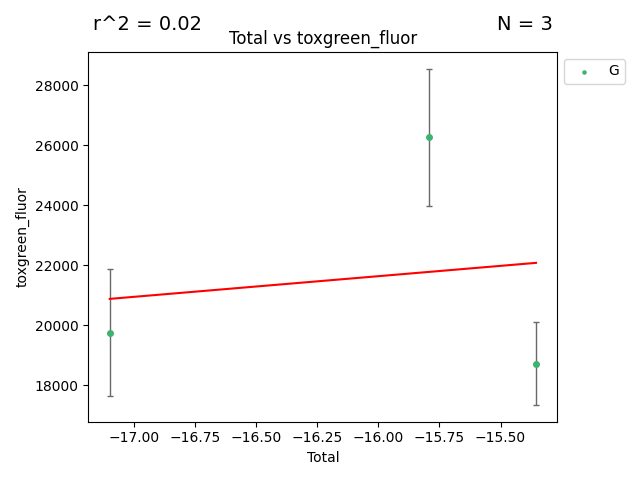 r^2 = 0.02
N = 3
Total vs toxgreen_fluor
G
28000
26000
24000
22000
20000
18000
toxgreen_fluor
−17.00 −16.75 −16.50 −16.25 −16.00 −15.75 −15.50
Total